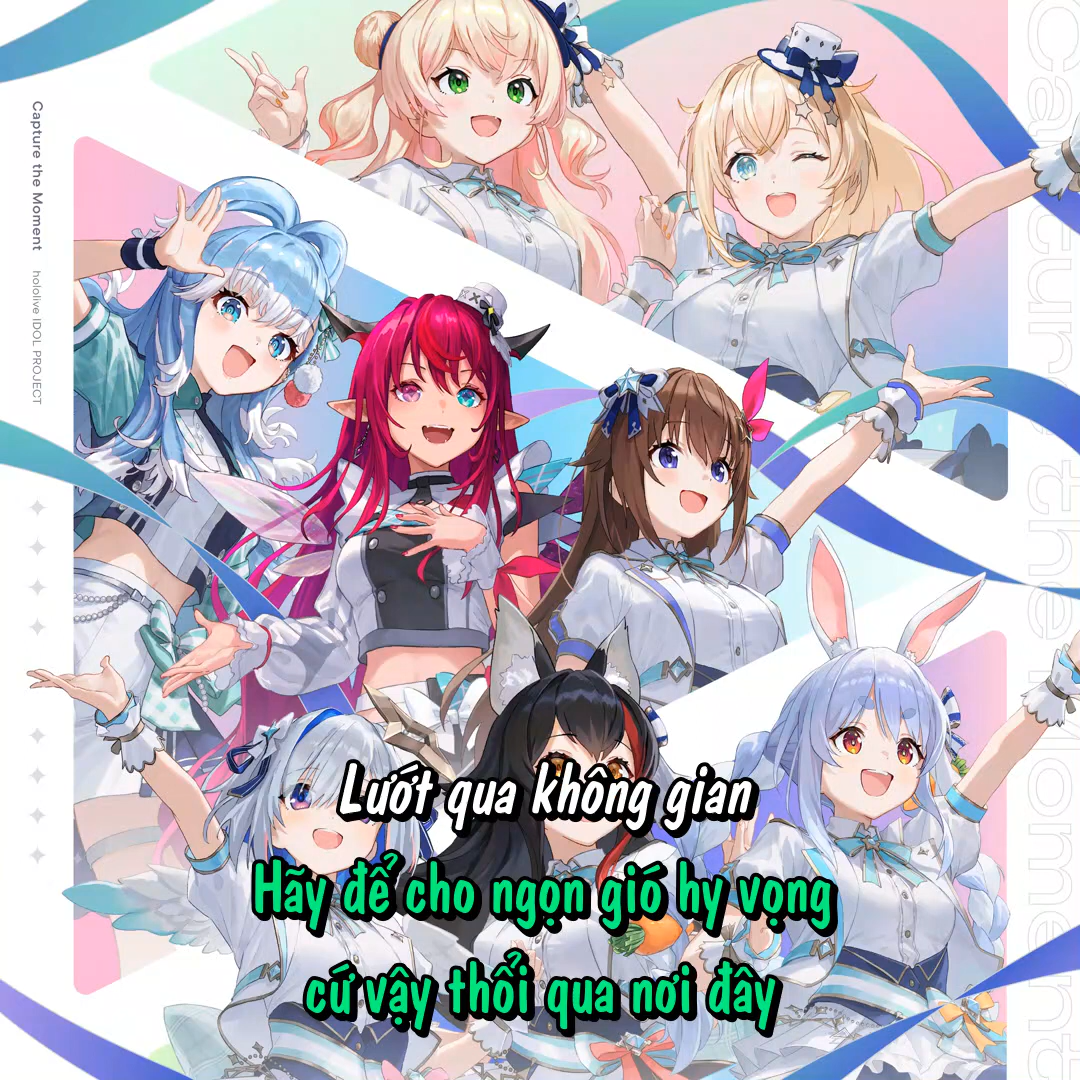 Capture the Moment hololive IDOL PROJECT
Capture the Moment
Lướt qua không gian
Hãy để cho ngọn gió hy vọng
cứ vậy thổi qua nơi đây